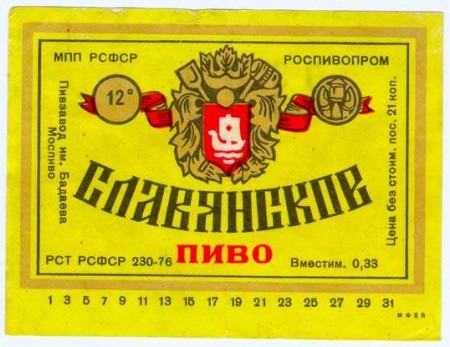 МПП РСФСР
РОСПИВОПРОМ
12°
Пивзавод им. Бадаева
Моспиво
Цена без стоим. пос. 21 коп.
СЛАВЯНСКОЕ
ПИВО
РСТ РСФСР 230-76
Вместим. 0,33
1 3 5 7 9 11 13 15 17 19 21 23 25 27 29 31
МФВП